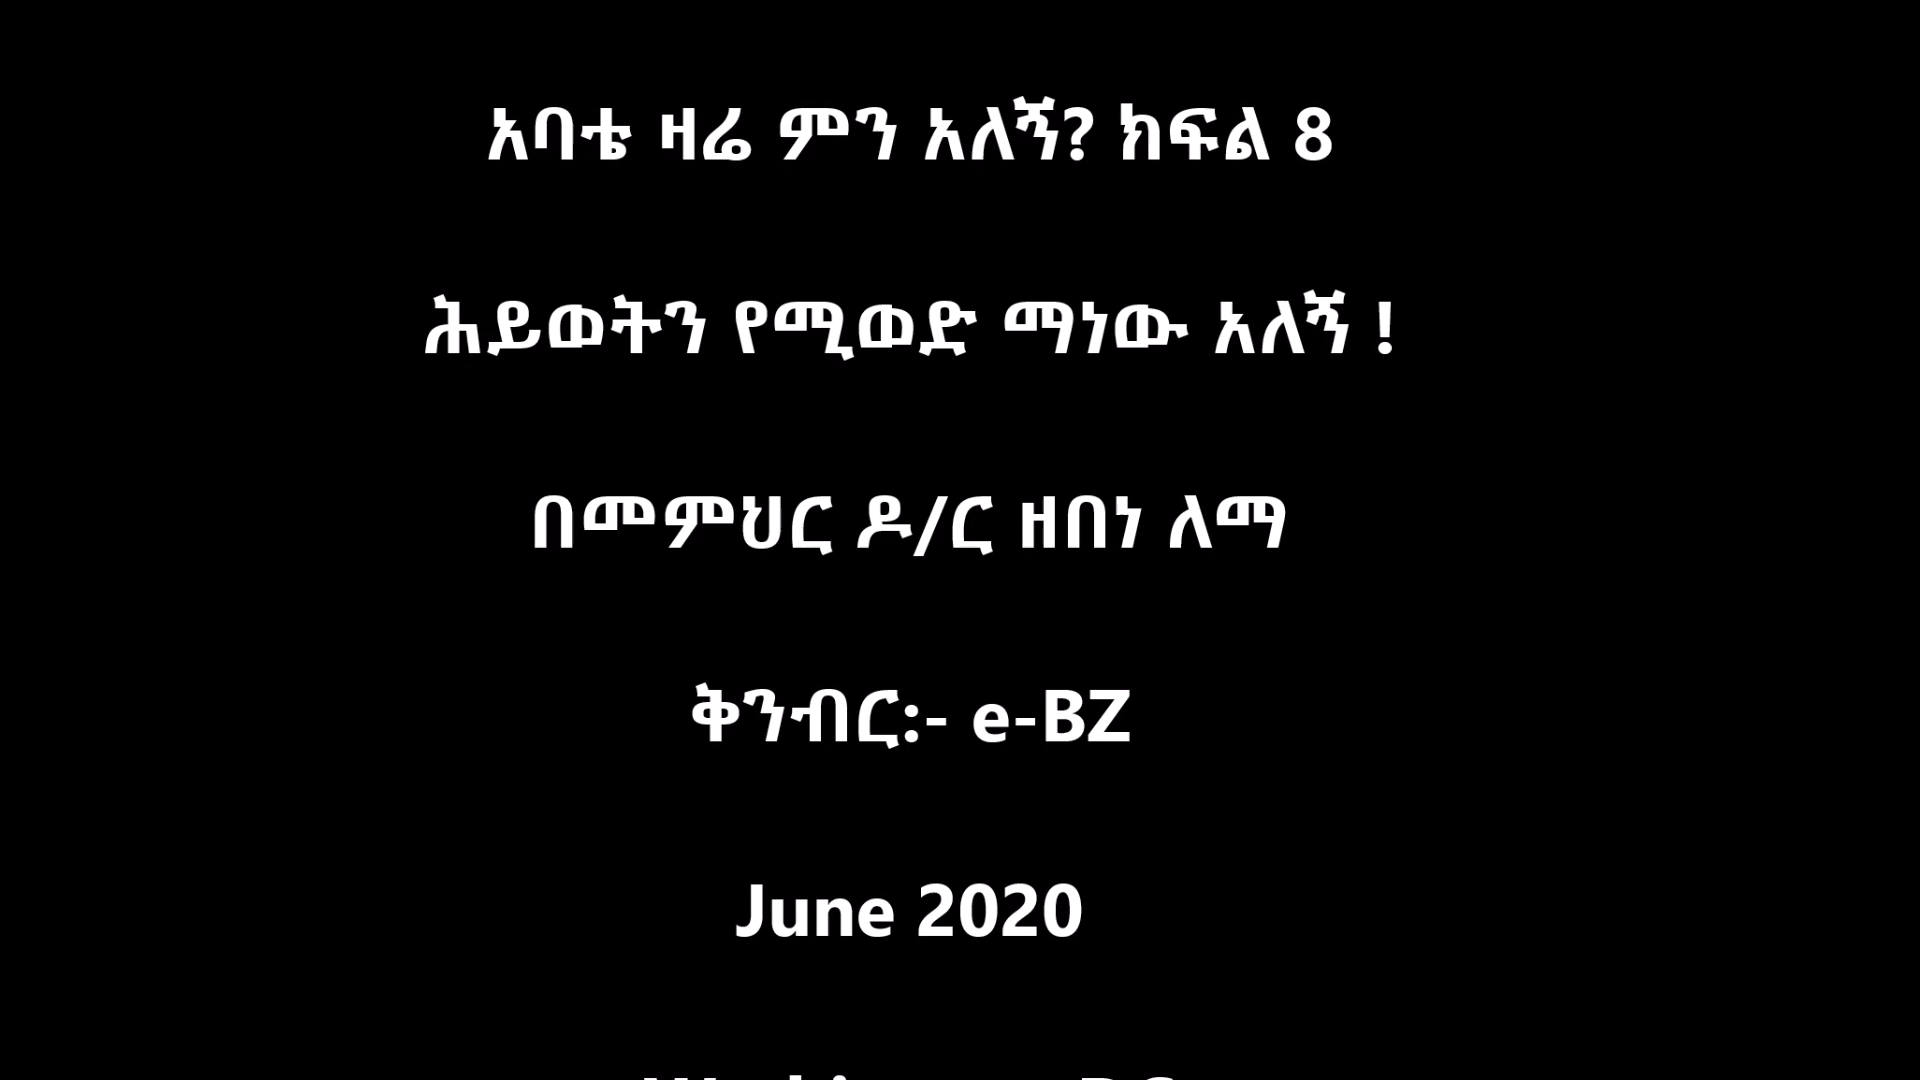 አባቴ ዛሬ ምን አለኝ? ክፍል 8
ሕይወትን የሚወድ ማነው አለኝ !
በመምህር ዶ/ር ዘበነ ለማ
ቅንብር:- e-BZ
June 2020